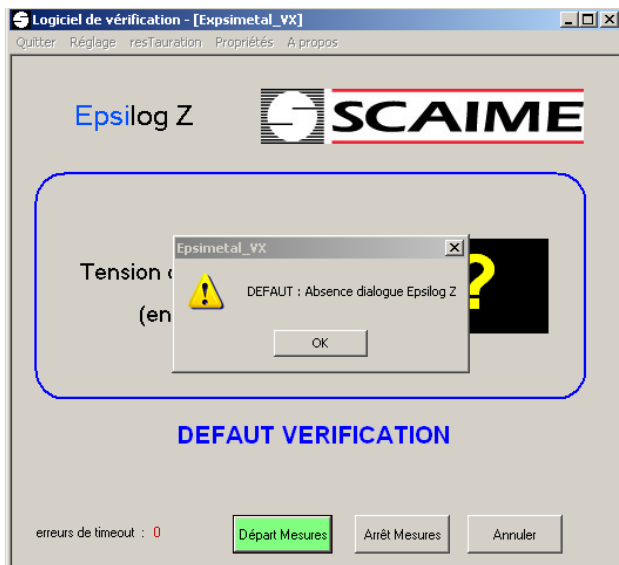 Logiciel de vérification - [Expsimetal_VX]
Quitter Réglage resTauration Propriétés A propos
Epsilog Z
SCAIME
Epsimetal_VX
DEFAUT : Absence dialogue Epsilog Z
Tension
?
(en
OK
DEFAUT VERIFICATION
erreurs de timeout : 0
Départ Mesures
Arrêt Mesures
Annuler